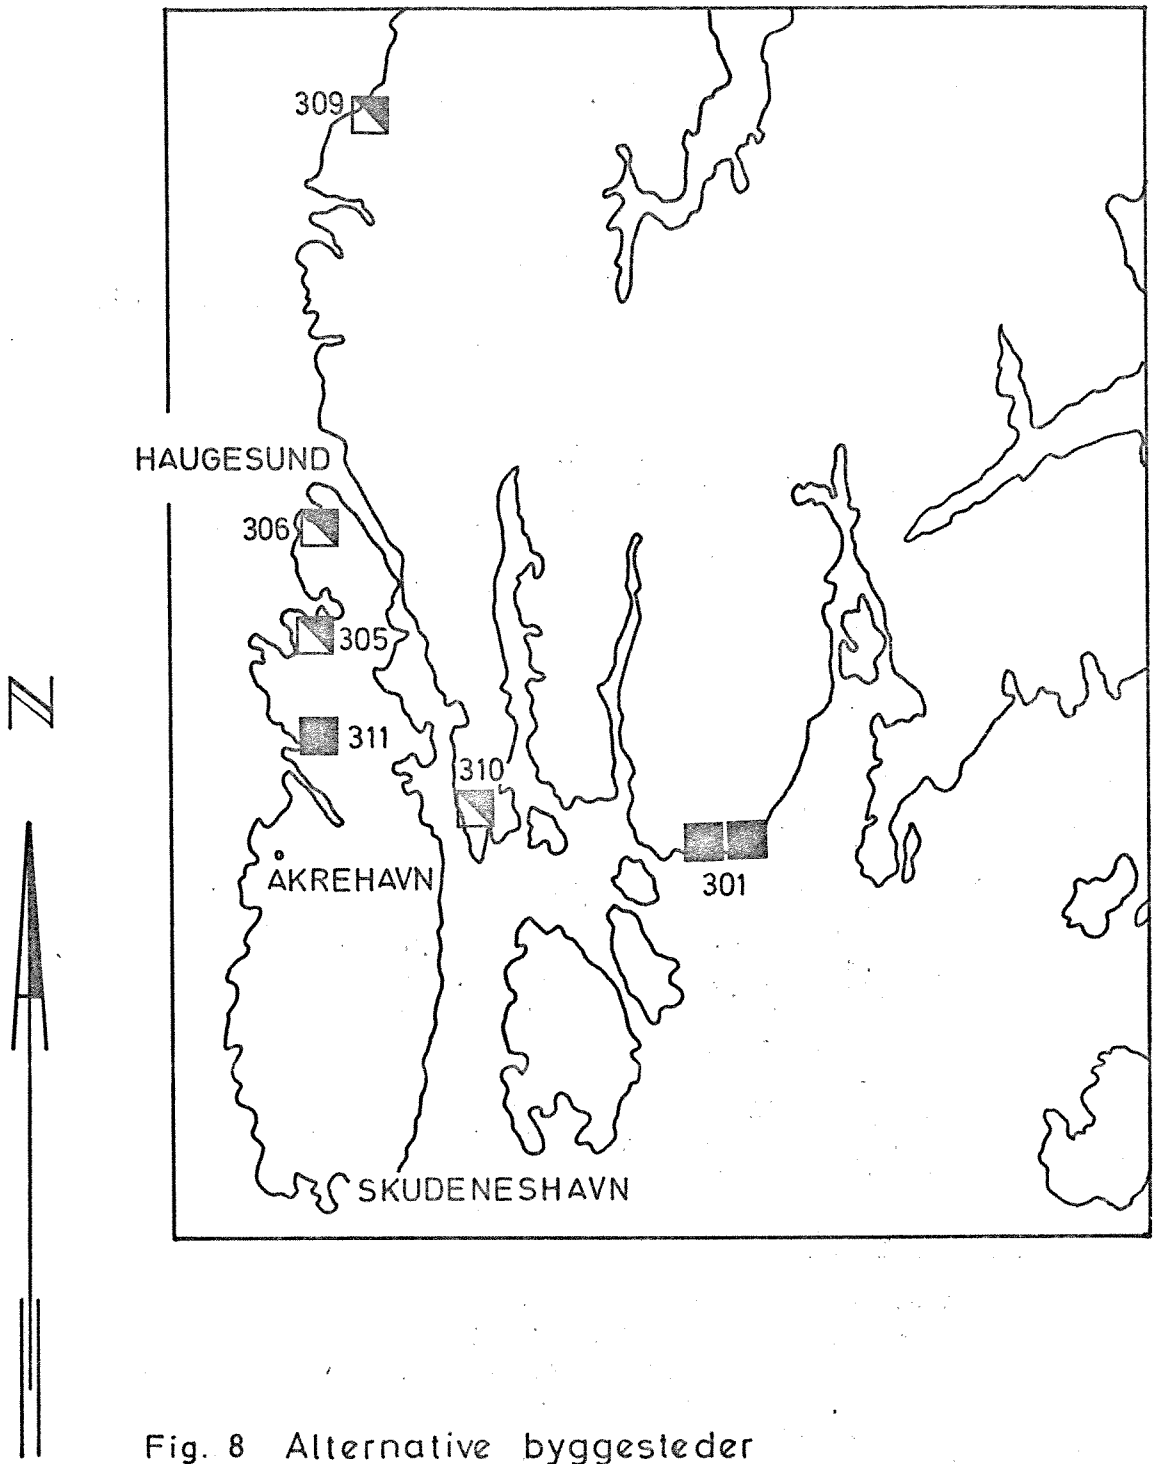 309
HAUGESUND
306
305
N
311
310
ÅKREHAVN
301
SKUDENESHAVN
Fig. 8 Alternative byggesteder